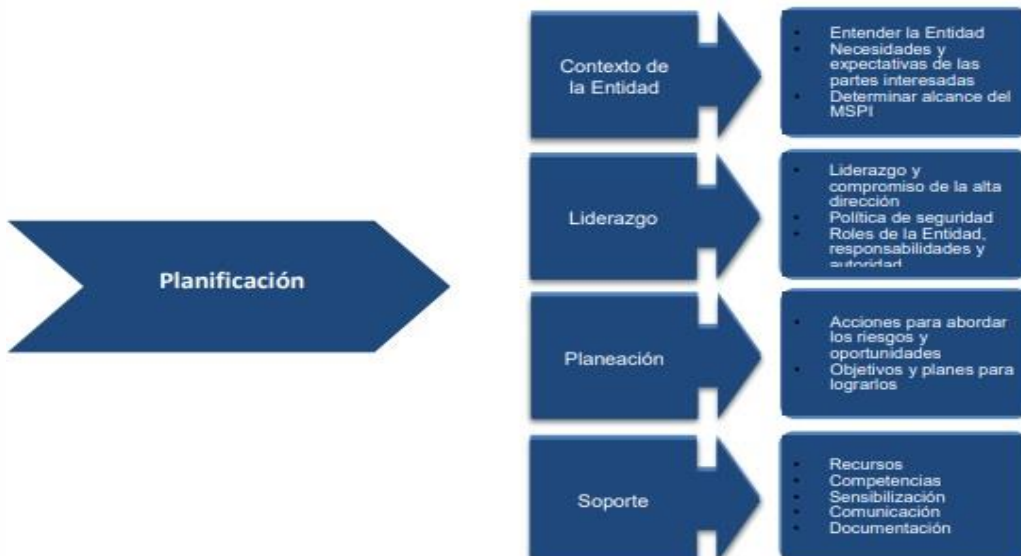 Planificación
Contexto de
la Entidad
Entender la Entidad
Necesidades y
expectativas de las
partes interesadas
Determinar alcance del
MSPI
Liderazgo
Liderazgo y
compromiso de la alta
dirección
Política de seguridad
Roles de la Entidad,
responsabilidades y
autoridad
Planeación
Acciones para abordar
los riesgos y
oportunidades
Objetivos y planes para
lograrlos
Soporte
Recursos
Competencias
Sensibilización
Comunicación
Documentación